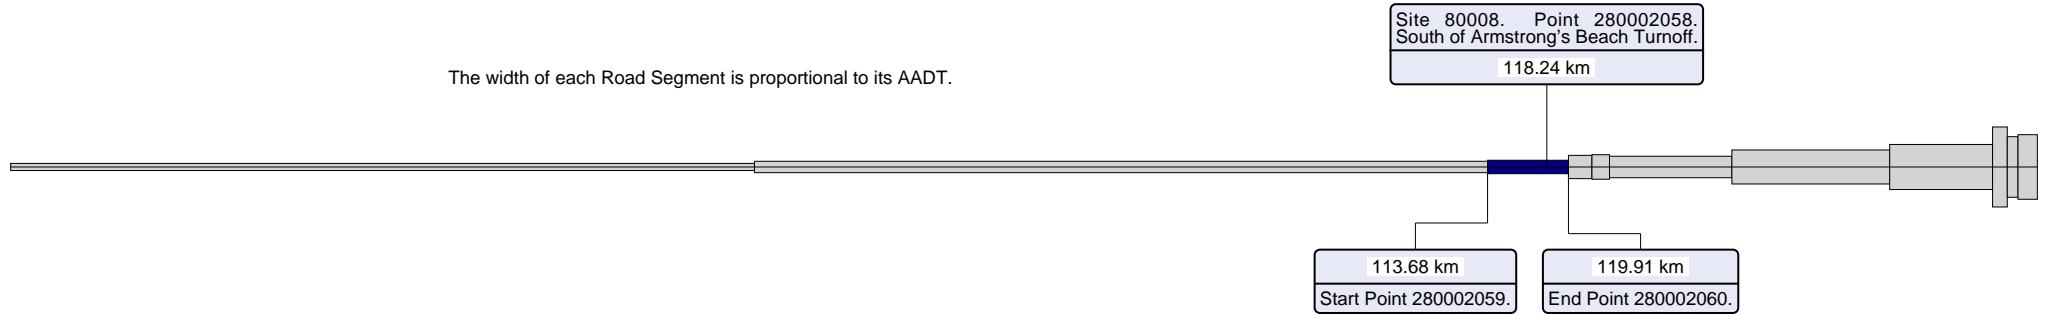 Site 80008. Point 280002058.
South of Armstrong's Beach Turnoff.
118.24 km
The width of each Road Segment is proportional to its AADT.
113.68 km
Start Point 280002059.
119.91 km
End Point 280002060.